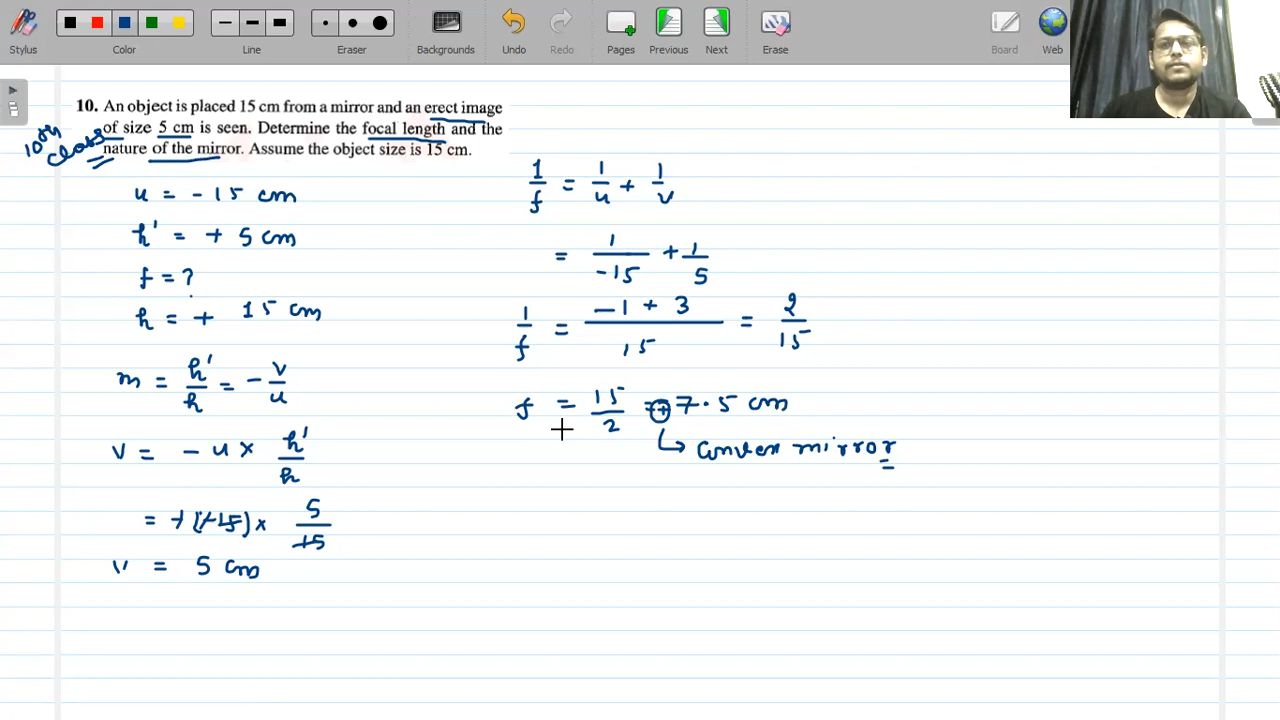 Stylus Color Line Eraser Backgrounds Undo Redo Pages Previous Next Erase Board Web
10. An object is placed 15 cm from a mirror and an erect image
of size 5 cm is seen. Determine the focal length and the
nature of the mirror. Assume the object size is 15 cm.
10th class
u = - 15 cm
h' = + 5 cm
f = ?
h = + 15 cm
m = h'/h = - v/u
v = - u × h'/h
= + (-15) × 5/15
v = 5 cm
1/f = 1/u + 1/v
= 1/-15 + 1/5
1/f = -1 + 3/15 = 2/15
f = 15/2 = +7.5 cm
↳ convex mirror